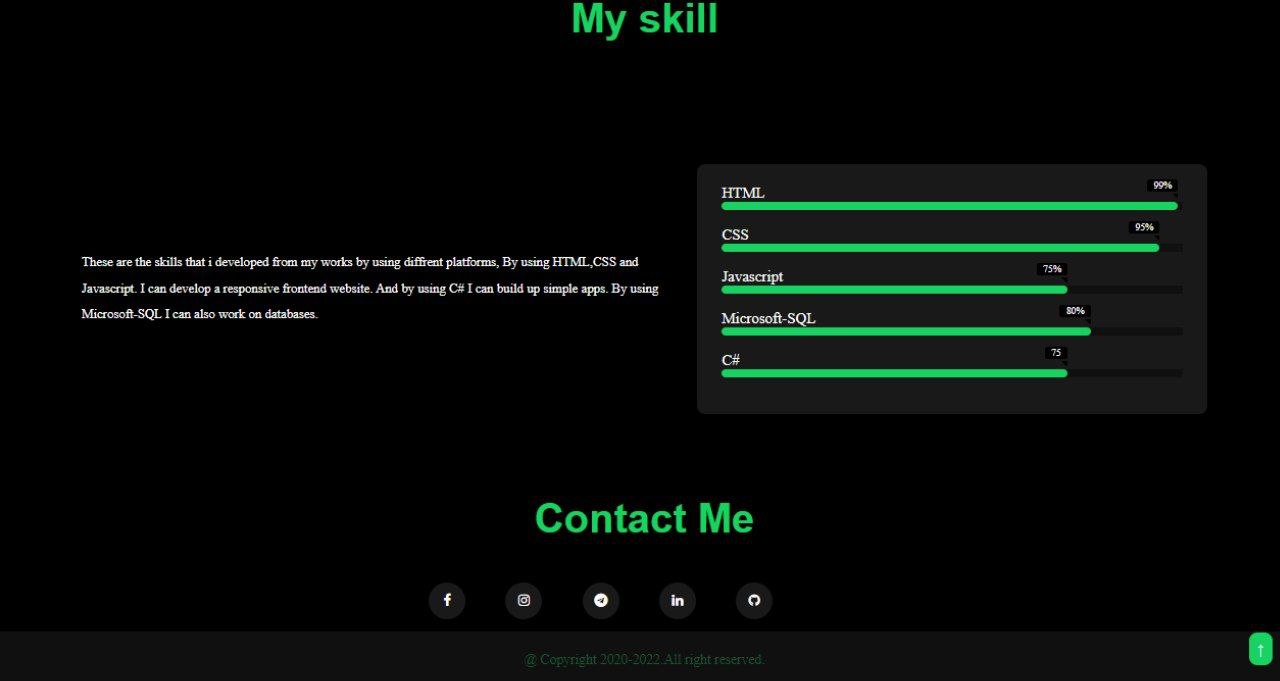 My skill
These are the skills that i developed from my works by using diffrent platforms, By using HTML,CSS and
Javascript. I can develop a responsive frontend website. And by using C# I can build up simple apps. By using
Microsoft-SQL I can also work on databases.
HTML 99%
CSS 95%
Javascript 75%
Microsoft-SQL 80%
C# 75
Contact Me
@ Copyright 2020-2022.All right reserved.